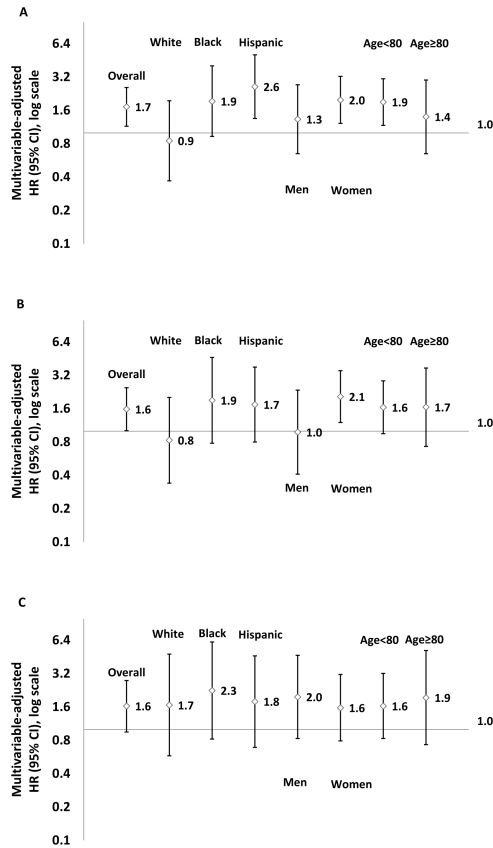 A
Multivariable-adjusted
HR (95% CI), log scale
6.4
3.2
1.6
0.8
0.4
0.2
0.1
White
Black
Hispanic
Age<80
Age≥80
Overall
1.7
0.9
1.9
2.6
1.3
2.0
1.9
1.4
1.0
Men
Women
B
Multivariable-adjusted
HR (95% CI), log scale
6.4
3.2
1.6
0.8
0.4
0.2
0.1
White
Black
Hispanic
Age<80
Age≥80
Overall
1.6
0.8
1.9
1.7
1.0
2.1
1.6
1.7
1.0
Men
Women
C
Multivariable-adjusted
HR (95% CI), log scale
6.4
3.2
1.6
0.8
0.4
0.2
0.1
White
Black
Hispanic
Age<80
Age≥80
Overall
1.6
1.7
2.3
1.8
2.0
1.6
1.6
1.9
1.0
Men
Women